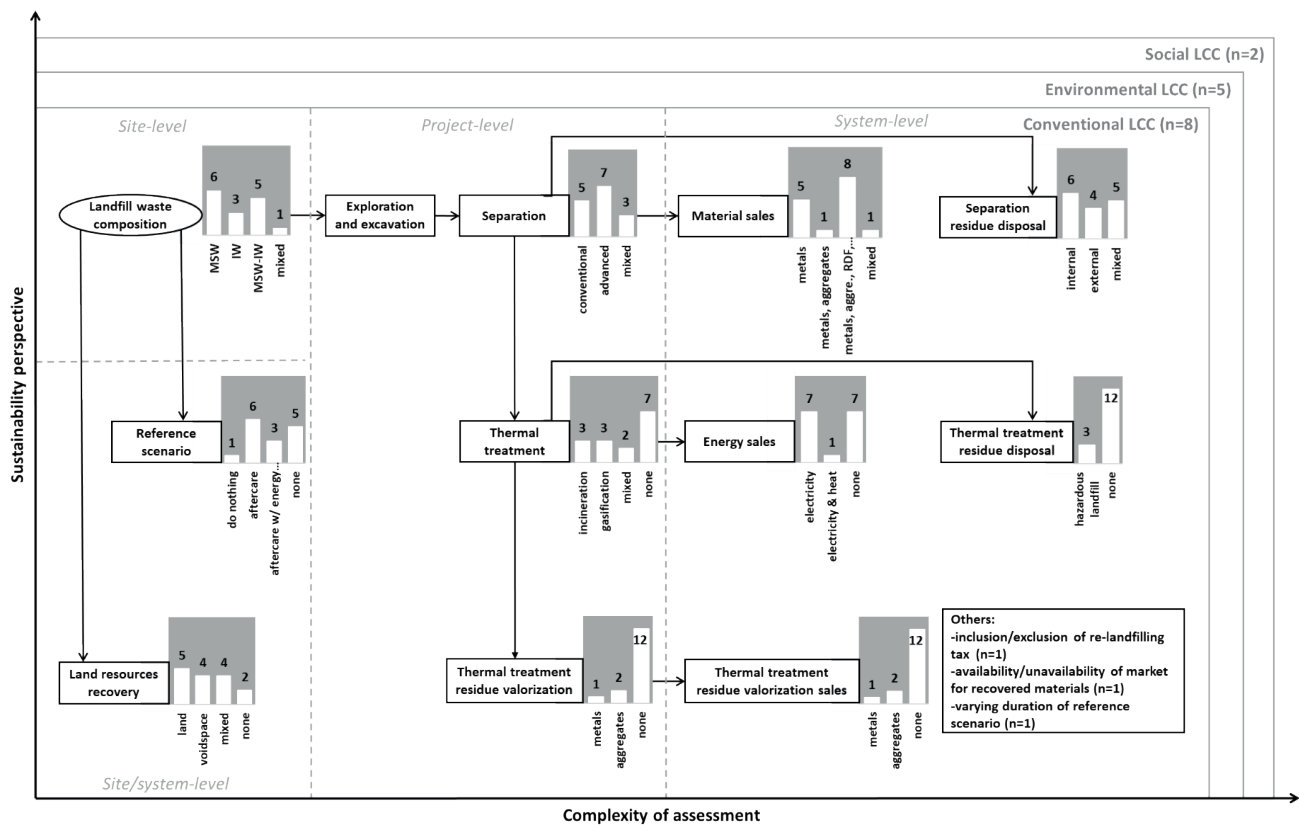 Social LCC (n=2)
Environmental LCC (n=5)
Conventional LCC (n=8)
Site-level
Project-level
System-level
Landfill waste
composition
6
3
5
1
MSW
IW
MSW-IW
mixed
Exploration
and excavation
Separation
5
7
3
conventional
advanced
mixed
Material sales
5
1
8
1
metals
metals, aggregates
metals, aggre., RDF,...
mixed
Separation
residue disposal
6
4
5
internal
external
mixed
Reference
scenario
1
6
3
5
do nothing
aftercare
aftercare w/ energy...
none
Thermal
treatment
3
3
2
7
incineration
gasification
mixed
none
Energy sales
7
1
7
electricity
electricity & heat
none
Thermal treatment
residue disposal
3
12
hazardous
landfill
none
Land resources
recovery
5
4
4
2
land
voidspace
mixed
none
Thermal treatment
residue valorization
1
2
12
metals
aggregates
none
Thermal treatment
residue valorization sales
1
2
12
metals
aggregates
none
Others:
-inclusion/exclusion of re-landfilling
tax (n=1)
-availability/unavailability of market
for recovered materials (n=1)
-varying duration of reference
scenario (n=1)
Site/system-level
Sustainability perspective
Complexity of assessment